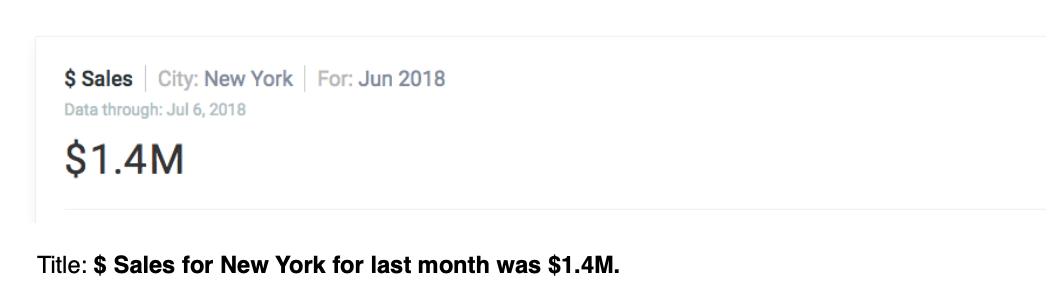 $ Sales City: New York For: Jun 2018
Data through: Jul 6, 2018
$1.4M
Title: $ Sales for New York for last month was $1.4M.